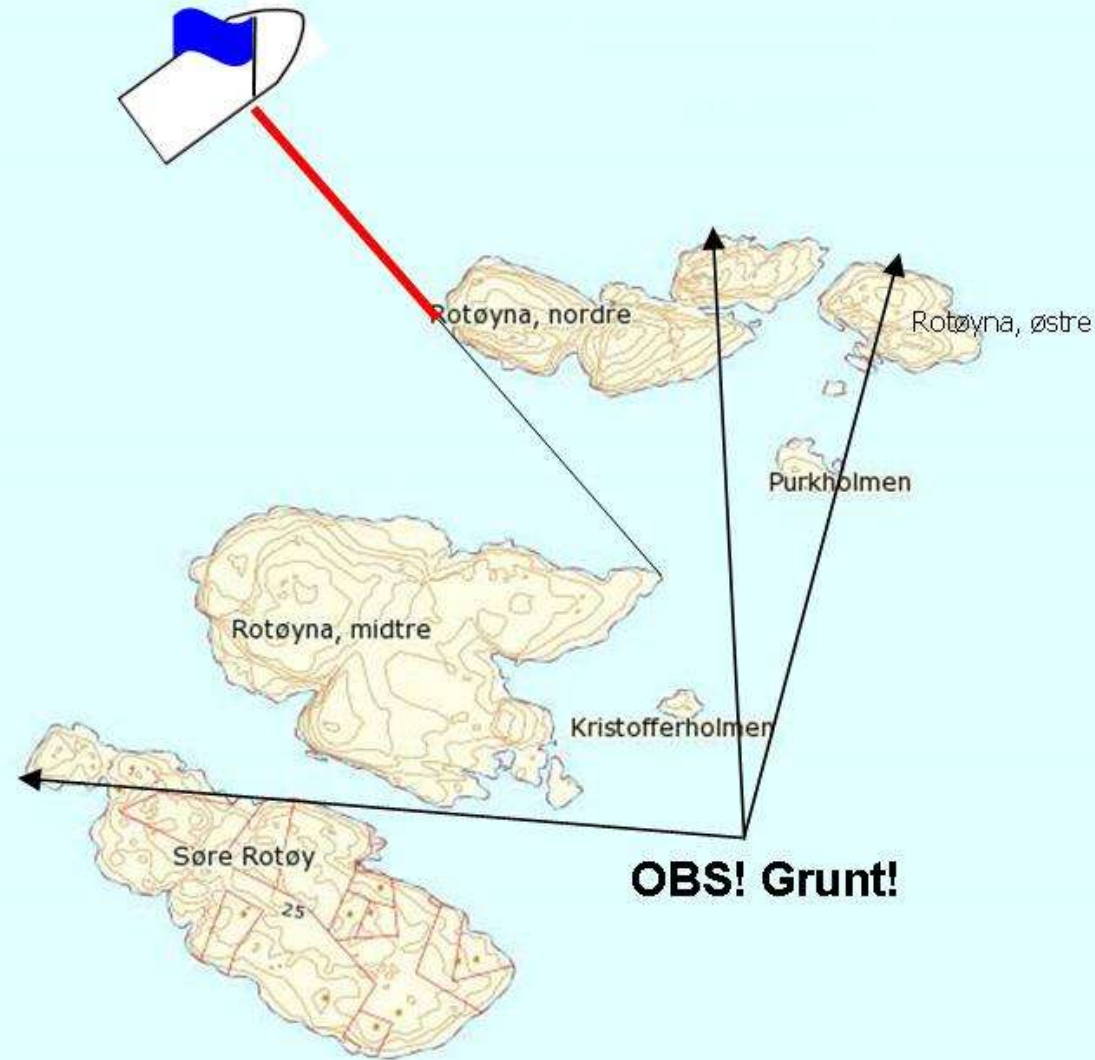 Rotøyna, nordre
Rotøyna, østre
Purkholmen
Rotøyna, midtre
Kristofferholmen
Søre Rotøy
OBS! Grunt!
25